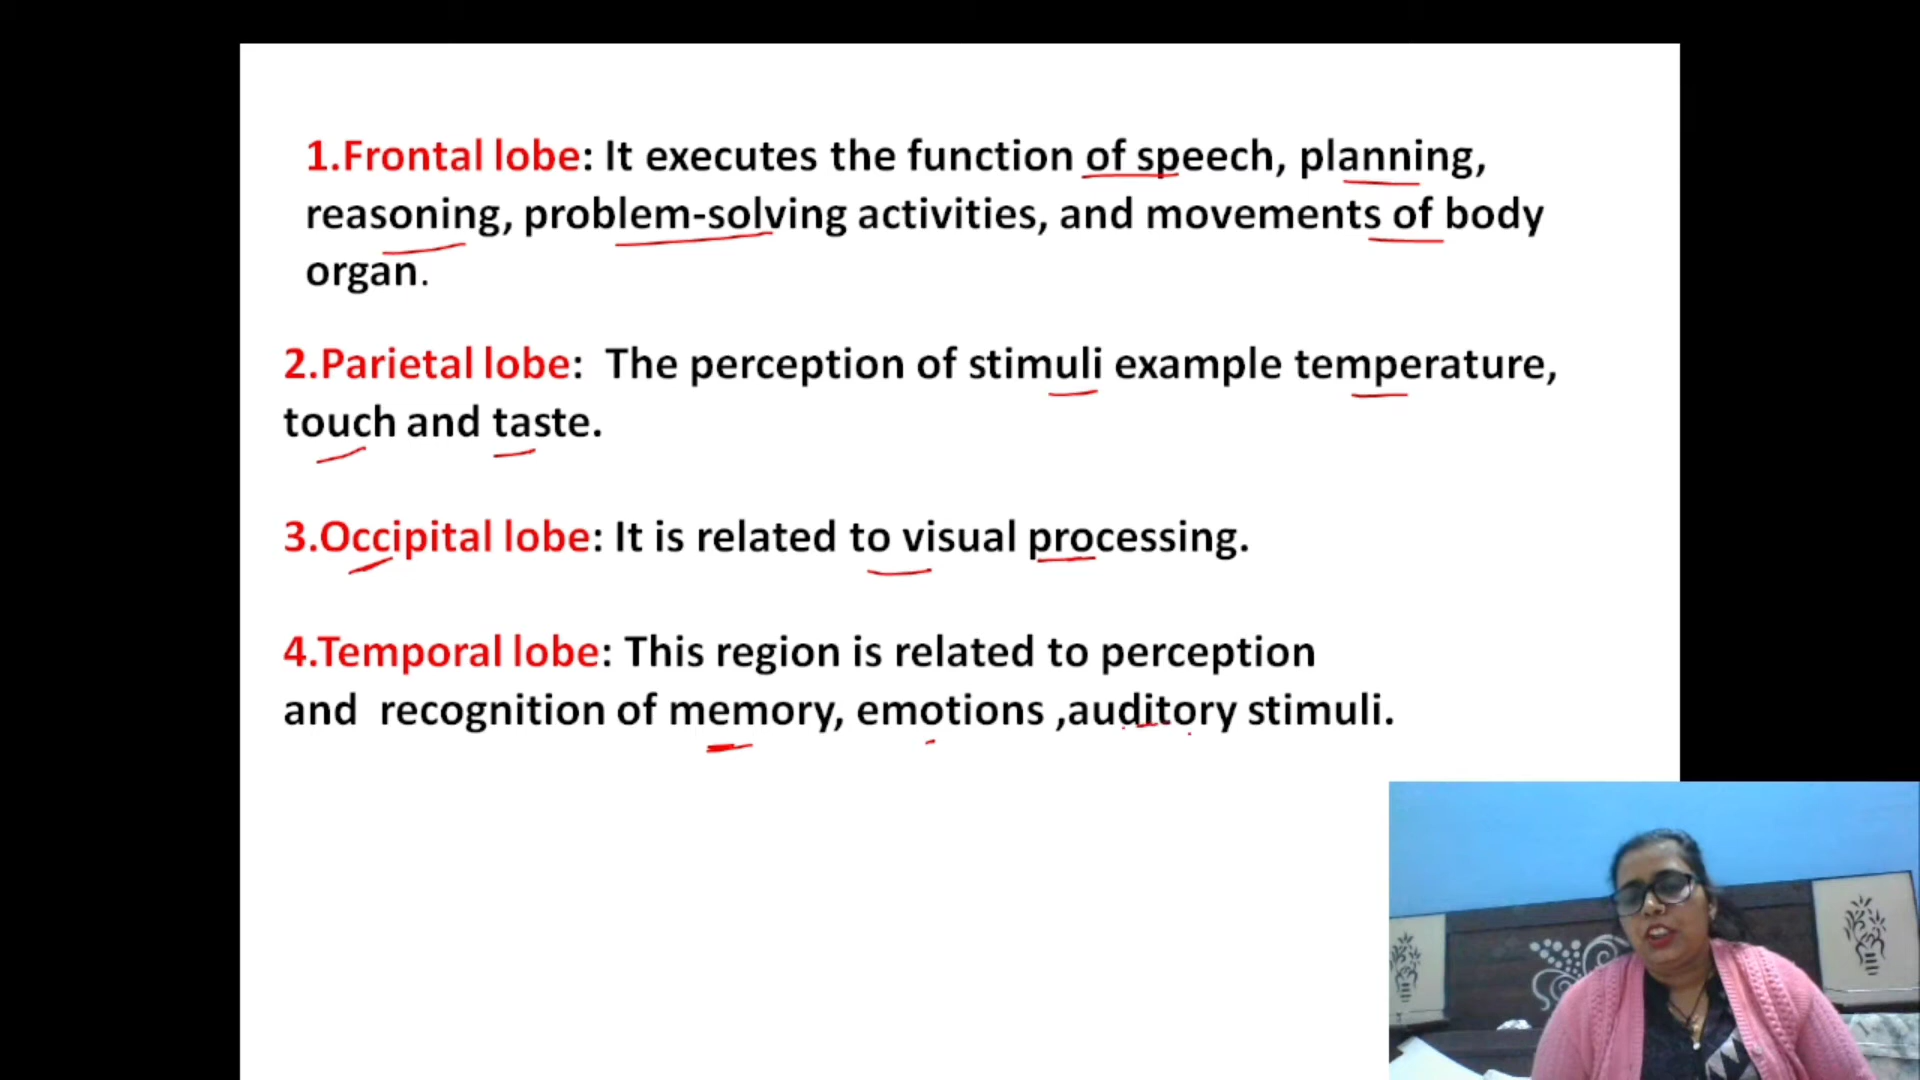 1.Frontal lobe: It executes the function of speech, planning,
reasoning, problem-solving activities, and movements of body
organ.
2.Parietal lobe:  The perception of stimuli example temperature,
touch and taste.
3.Occipital lobe: It is related to visual processing.
4.Temporal lobe: This region is related to perception
and  recognition of memory, emotions ,auditory stimuli.